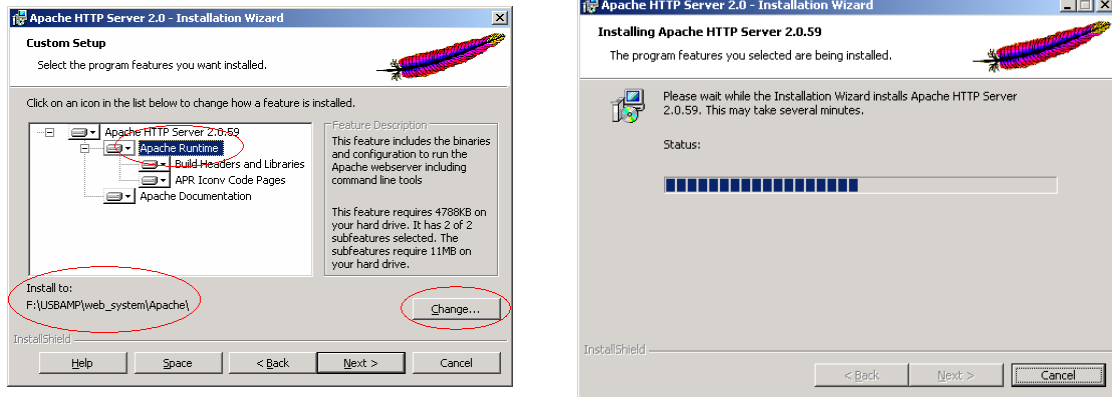 Apache HTTP Server 2.0 - Installation Wizard
Custom Setup
Select the program features you want installed.
Click on an icon in the list below to change how a feature is installed.
Apache HTTP Server 2.0.59
Apache Runtime
Build Headers and Libraries
APR Iconv Code Pages
Apache Documentation
Feature Description
This feature includes the binaries
and configuration to run the
Apache webserver including
command line tools
This feature requires 4788KB on
your hard drive. It has 2 of 2
subfeatures selected. The
subfeatures require 11MB on
your hard drive.
Install to:
F:\USBAMP\web_system\Apache\
Change...
InstallShield
Help
Space
< Back
Next >
Cancel
Apache HTTP Server 2.0 - Installation Wizard
Installing Apache HTTP Server 2.0.59
The program features you selected are being installed.
Please wait while the Installation Wizard installs Apache HTTP Server
2.0.59. This may take several minutes.
Status:
InstallShield
< Back
Next >
Cancel